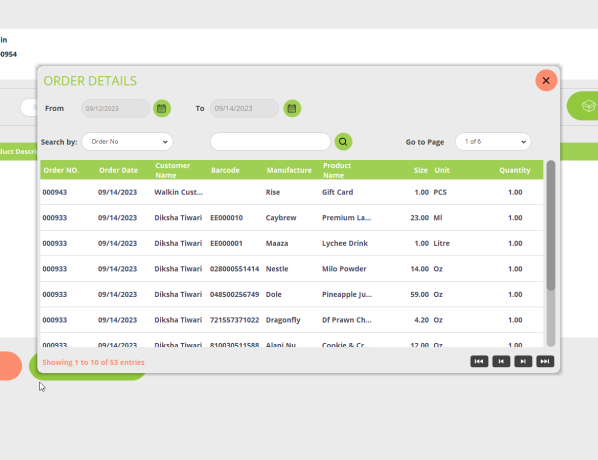 in
0954
ORDER DETAILS
From 09/12/2023 To 09/14/2023
Search by: Order No Go to Page 1 of 6
duct Descri
Order NO. Order Date Customer Name Barcode Manufacture Product Name Size Unit Quantity
000943 09/14/2023 Walkin Cust... Rise Gift Card 1.00 PCS 1.00
000933 09/14/2023 Diksha Tiwari EE000010 Caybrew Premium La... 23.00 Ml 1.00
000933 09/14/2023 Diksha Tiwari EE000001 Maaza Lychee Drink 1.00 Litre 1.00
000933 09/14/2023 Diksha Tiwari 028000551414 Nestle Milo Powder 14.00 Oz 1.00
000933 09/14/2023 Diksha Tiwari 048500256749 Dole Pineapple Ju... 59.00 Oz 1.00
000933 09/14/2023 Diksha Tiwari 721557371022 Dragonfly Df Prawn Ch... 4.20 Oz 1.00
000933 09/14/2023 Diksha Tiwari 810030511588 Alani Nu Cookie & Cr... 12.00 Oz 1.00
Showing 1 to 10 of 53 entries